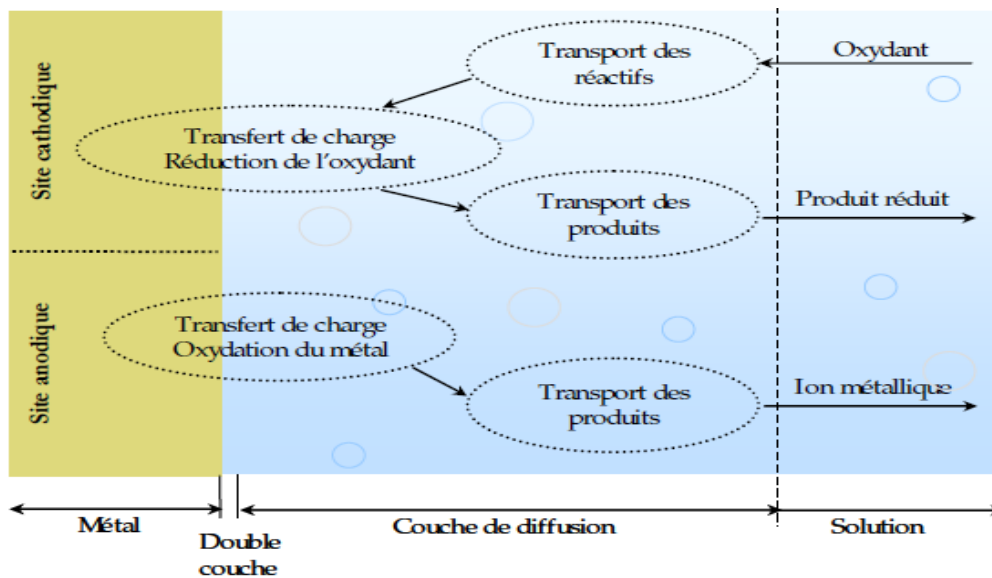 Site cathodique
Transport des
réactifs
Oxydant
Transfert de charge
Réduction de l'oxydant
Transport des
produits
Produit réduit
Site anodique
Transfert de charge
Oxydation du métal
Transport des
produits
Ion métallique
Métal
Double
couche
Couche de diffusion
Solution